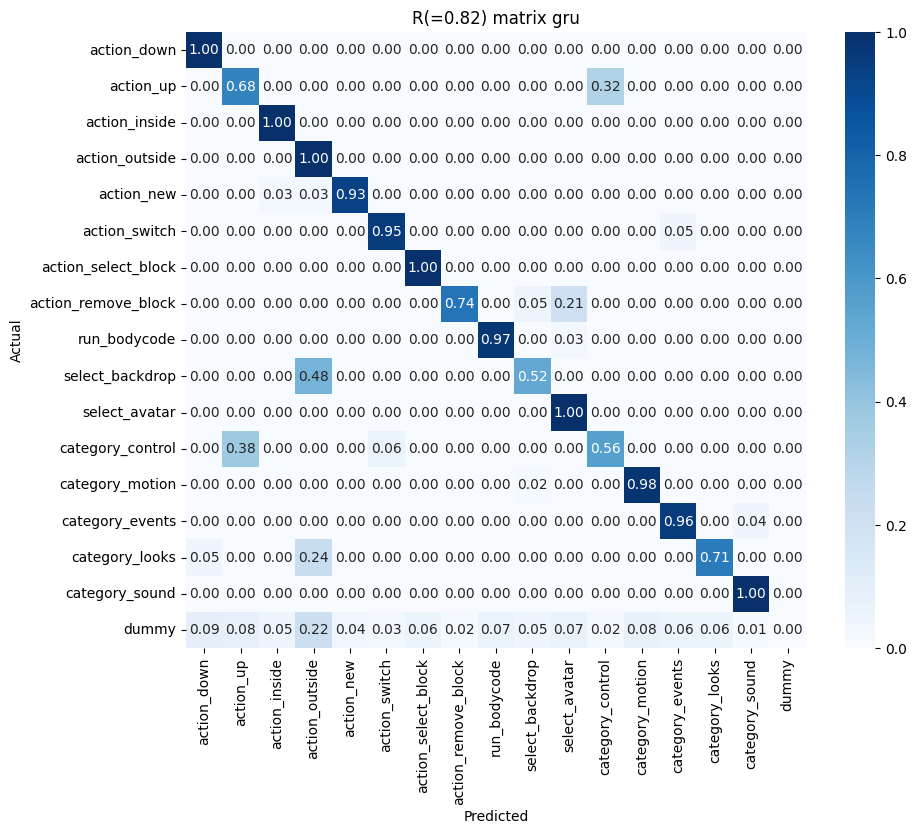 R(=0.82) matrix gru
action_down 1.00 0.00 0.00 0.00 0.00 0.00 0.00 0.00 0.00 0.00 0.00 0.00 0.00 0.00 0.00 0.00 0.00
action_up 0.00 0.68 0.00 0.00 0.00 0.00 0.00 0.00 0.00 0.00 0.00 0.32 0.00 0.00 0.00 0.00 0.00
action_inside 0.00 0.00 1.00 0.00 0.00 0.00 0.00 0.00 0.00 0.00 0.00 0.00 0.00 0.00 0.00 0.00 0.00
action_outside 0.00 0.00 0.00 1.00 0.00 0.00 0.00 0.00 0.00 0.00 0.00 0.00 0.00 0.00 0.00 0.00 0.00
action_new 0.00 0.00 0.03 0.03 0.93 0.00 0.00 0.00 0.00 0.00 0.00 0.00 0.00 0.00 0.00 0.00 0.00
action_switch 0.00 0.00 0.00 0.00 0.00 0.95 0.00 0.00 0.00 0.00 0.00 0.00 0.00 0.05 0.00 0.00 0.00
action_select_block 0.00 0.00 0.00 0.00 0.00 0.00 1.00 0.00 0.00 0.00 0.00 0.00 0.00 0.00 0.00 0.00 0.00
action_remove_block 0.00 0.00 0.00 0.00 0.00 0.00 0.00 0.74 0.00 0.05 0.21 0.00 0.00 0.00 0.00 0.00 0.00
run_bodycode 0.00 0.00 0.00 0.00 0.00 0.00 0.00 0.00 0.97 0.00 0.03 0.00 0.00 0.00 0.00 0.00 0.00
select_backdrop 0.00 0.00 0.00 0.48 0.00 0.00 0.00 0.00 0.00 0.52 0.00 0.00 0.00 0.00 0.00 0.00 0.00
select_avatar 0.00 0.00 0.00 0.00 0.00 0.00 0.00 0.00 0.00 0.00 1.00 0.00 0.00 0.00 0.00 0.00 0.00
category_control 0.00 0.38 0.00 0.00 0.00 0.06 0.00 0.00 0.00 0.00 0.00 0.56 0.00 0.00 0.00 0.00 0.00
category_motion 0.00 0.00 0.00 0.00 0.00 0.00 0.00 0.00 0.00 0.02 0.00 0.00 0.98 0.00 0.00 0.00 0.00
category_events 0.00 0.00 0.00 0.00 0.00 0.00 0.00 0.00 0.00 0.00 0.00 0.00 0.00 0.96 0.00 0.04 0.00
category_looks 0.05 0.00 0.00 0.24 0.00 0.00 0.00 0.00 0.00 0.00 0.00 0.00 0.00 0.00 0.71 0.00 0.00
category_sound 0.00 0.00 0.00 0.00 0.00 0.00 0.00 0.00 0.00 0.00 0.00 0.00 0.00 0.00 0.00 1.00 0.00
dummy 0.09 0.08 0.05 0.22 0.04 0.03 0.06 0.02 0.07 0.05 0.07 0.02 0.08 0.06 0.06 0.01 0.00
Actual
action_down
action_up
action_inside
action_outside
action_new
action_switch
action_select_block
action_remove_block
run_bodycode
select_backdrop
select_avatar
category_control
category_motion
category_events
category_looks
category_sound
dummy
Predicted
1.0
0.8
0.6
0.4
0.2
0.0